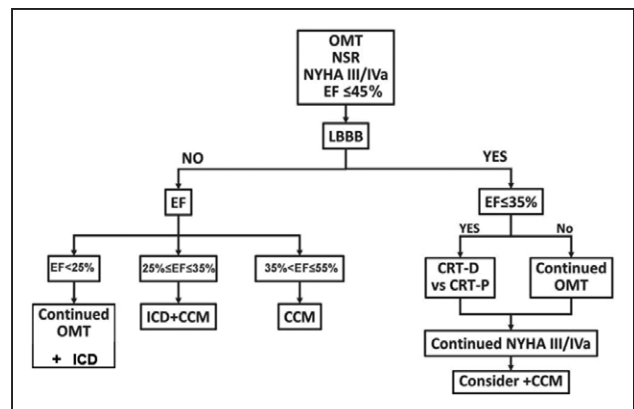 OMT
NSR
NYHA III/IVa
EF ≤45%
LBBB
NO
YES
EF
EF≤35%
YES
No
EF<25%
25%≤EF≤35%
35%<EF≤55%
CRT-D
vs CRT-P
Continued
OMT
Continued
OMT
+ ICD
ICD+CCM
CCM
Continued NYHA III/IVa
Consider +CCM